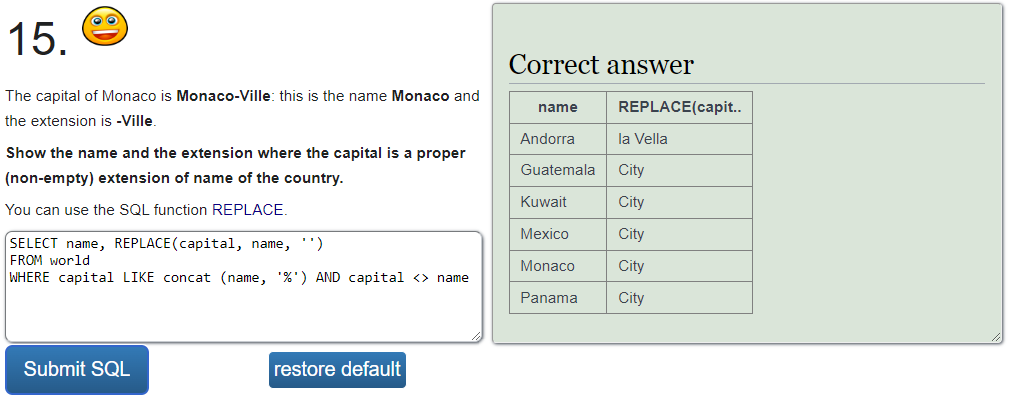 15.
The capital of Monaco is Monaco-Ville: this is the name Monaco and
the extension is -Ville.
Show the name and the extension where the capital is a proper
(non-empty) extension of name of the country.
You can use the SQL function REPLACE.
SELECT name, REPLACE(capital, name, '')
FROM world
WHERE capital LIKE concat (name, '%') AND capital <> name
Submit SQL
restore default
Correct answer
name REPLACE(capit..
Andorra la Vella
Guatemala City
Kuwait City
Mexico City
Monaco City
Panama City